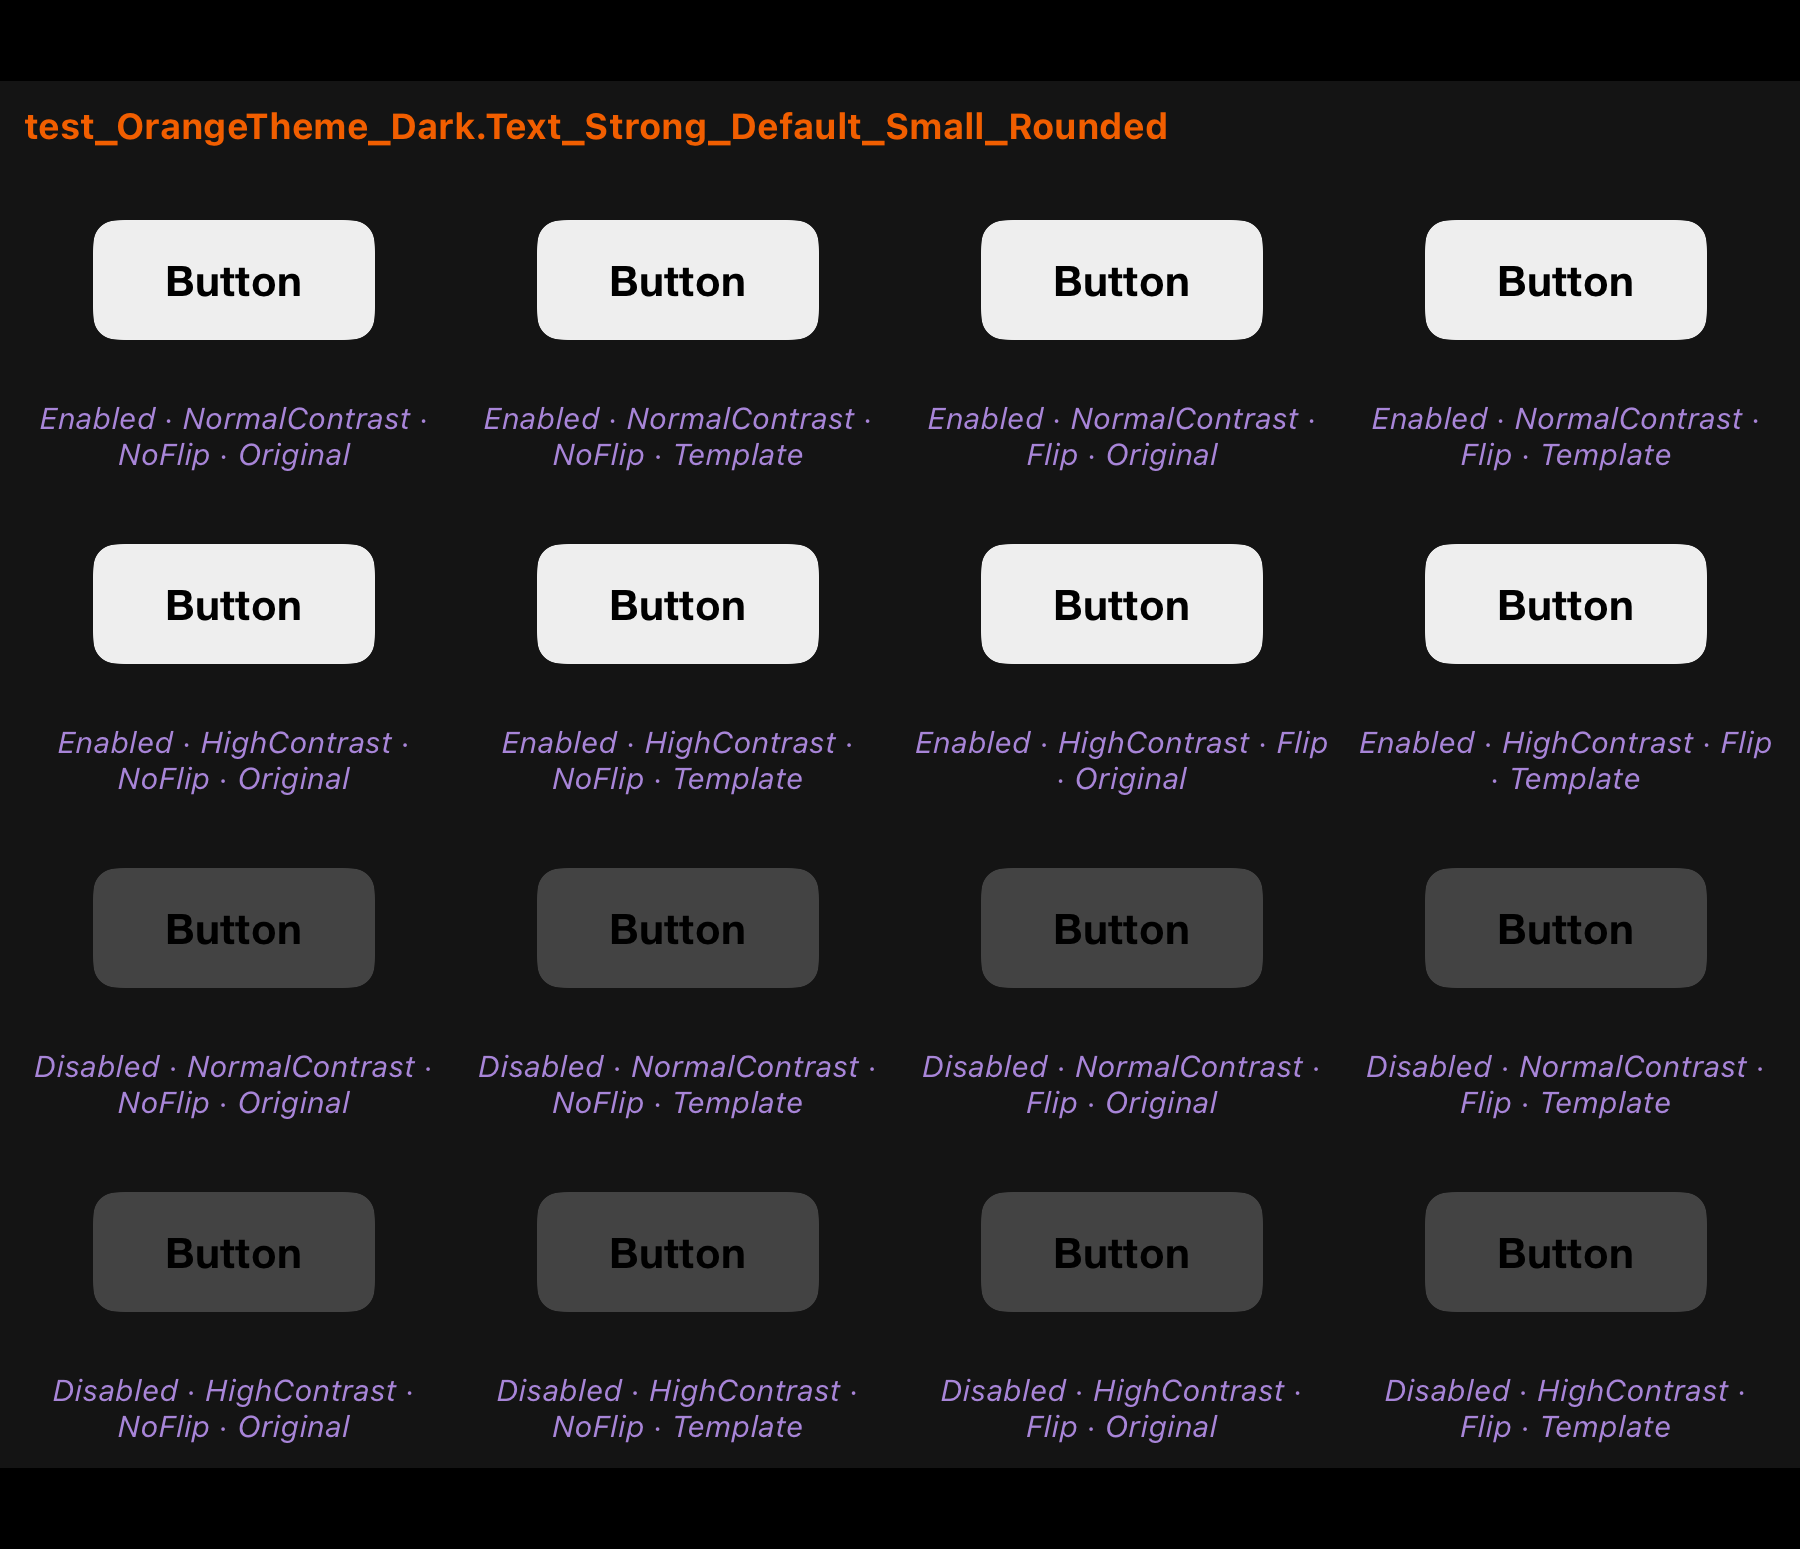 test_OrangeTheme_Dark.Text_Strong_Default_Small_Rounded
Button Button Button Button
Enabled · NormalContrast ·
NoFlip · Original
Enabled · NormalContrast ·
NoFlip · Template
Enabled · NormalContrast ·
Flip · Original
Enabled · NormalContrast ·
Flip · Template
Button Button Button Button
Enabled · HighContrast ·
NoFlip · Original
Enabled · HighContrast ·
NoFlip · Template
Enabled · HighContrast · Flip
· Original
Enabled · HighContrast · Flip
· Template
Button Button Button Button
Disabled · NormalContrast ·
NoFlip · Original
Disabled · NormalContrast ·
NoFlip · Template
Disabled · NormalContrast ·
Flip · Original
Disabled · NormalContrast ·
Flip · Template
Button Button Button Button
Disabled · HighContrast ·
NoFlip · Original
Disabled · HighContrast ·
NoFlip · Template
Disabled · HighContrast ·
Flip · Original
Disabled · HighContrast ·
Flip · Template